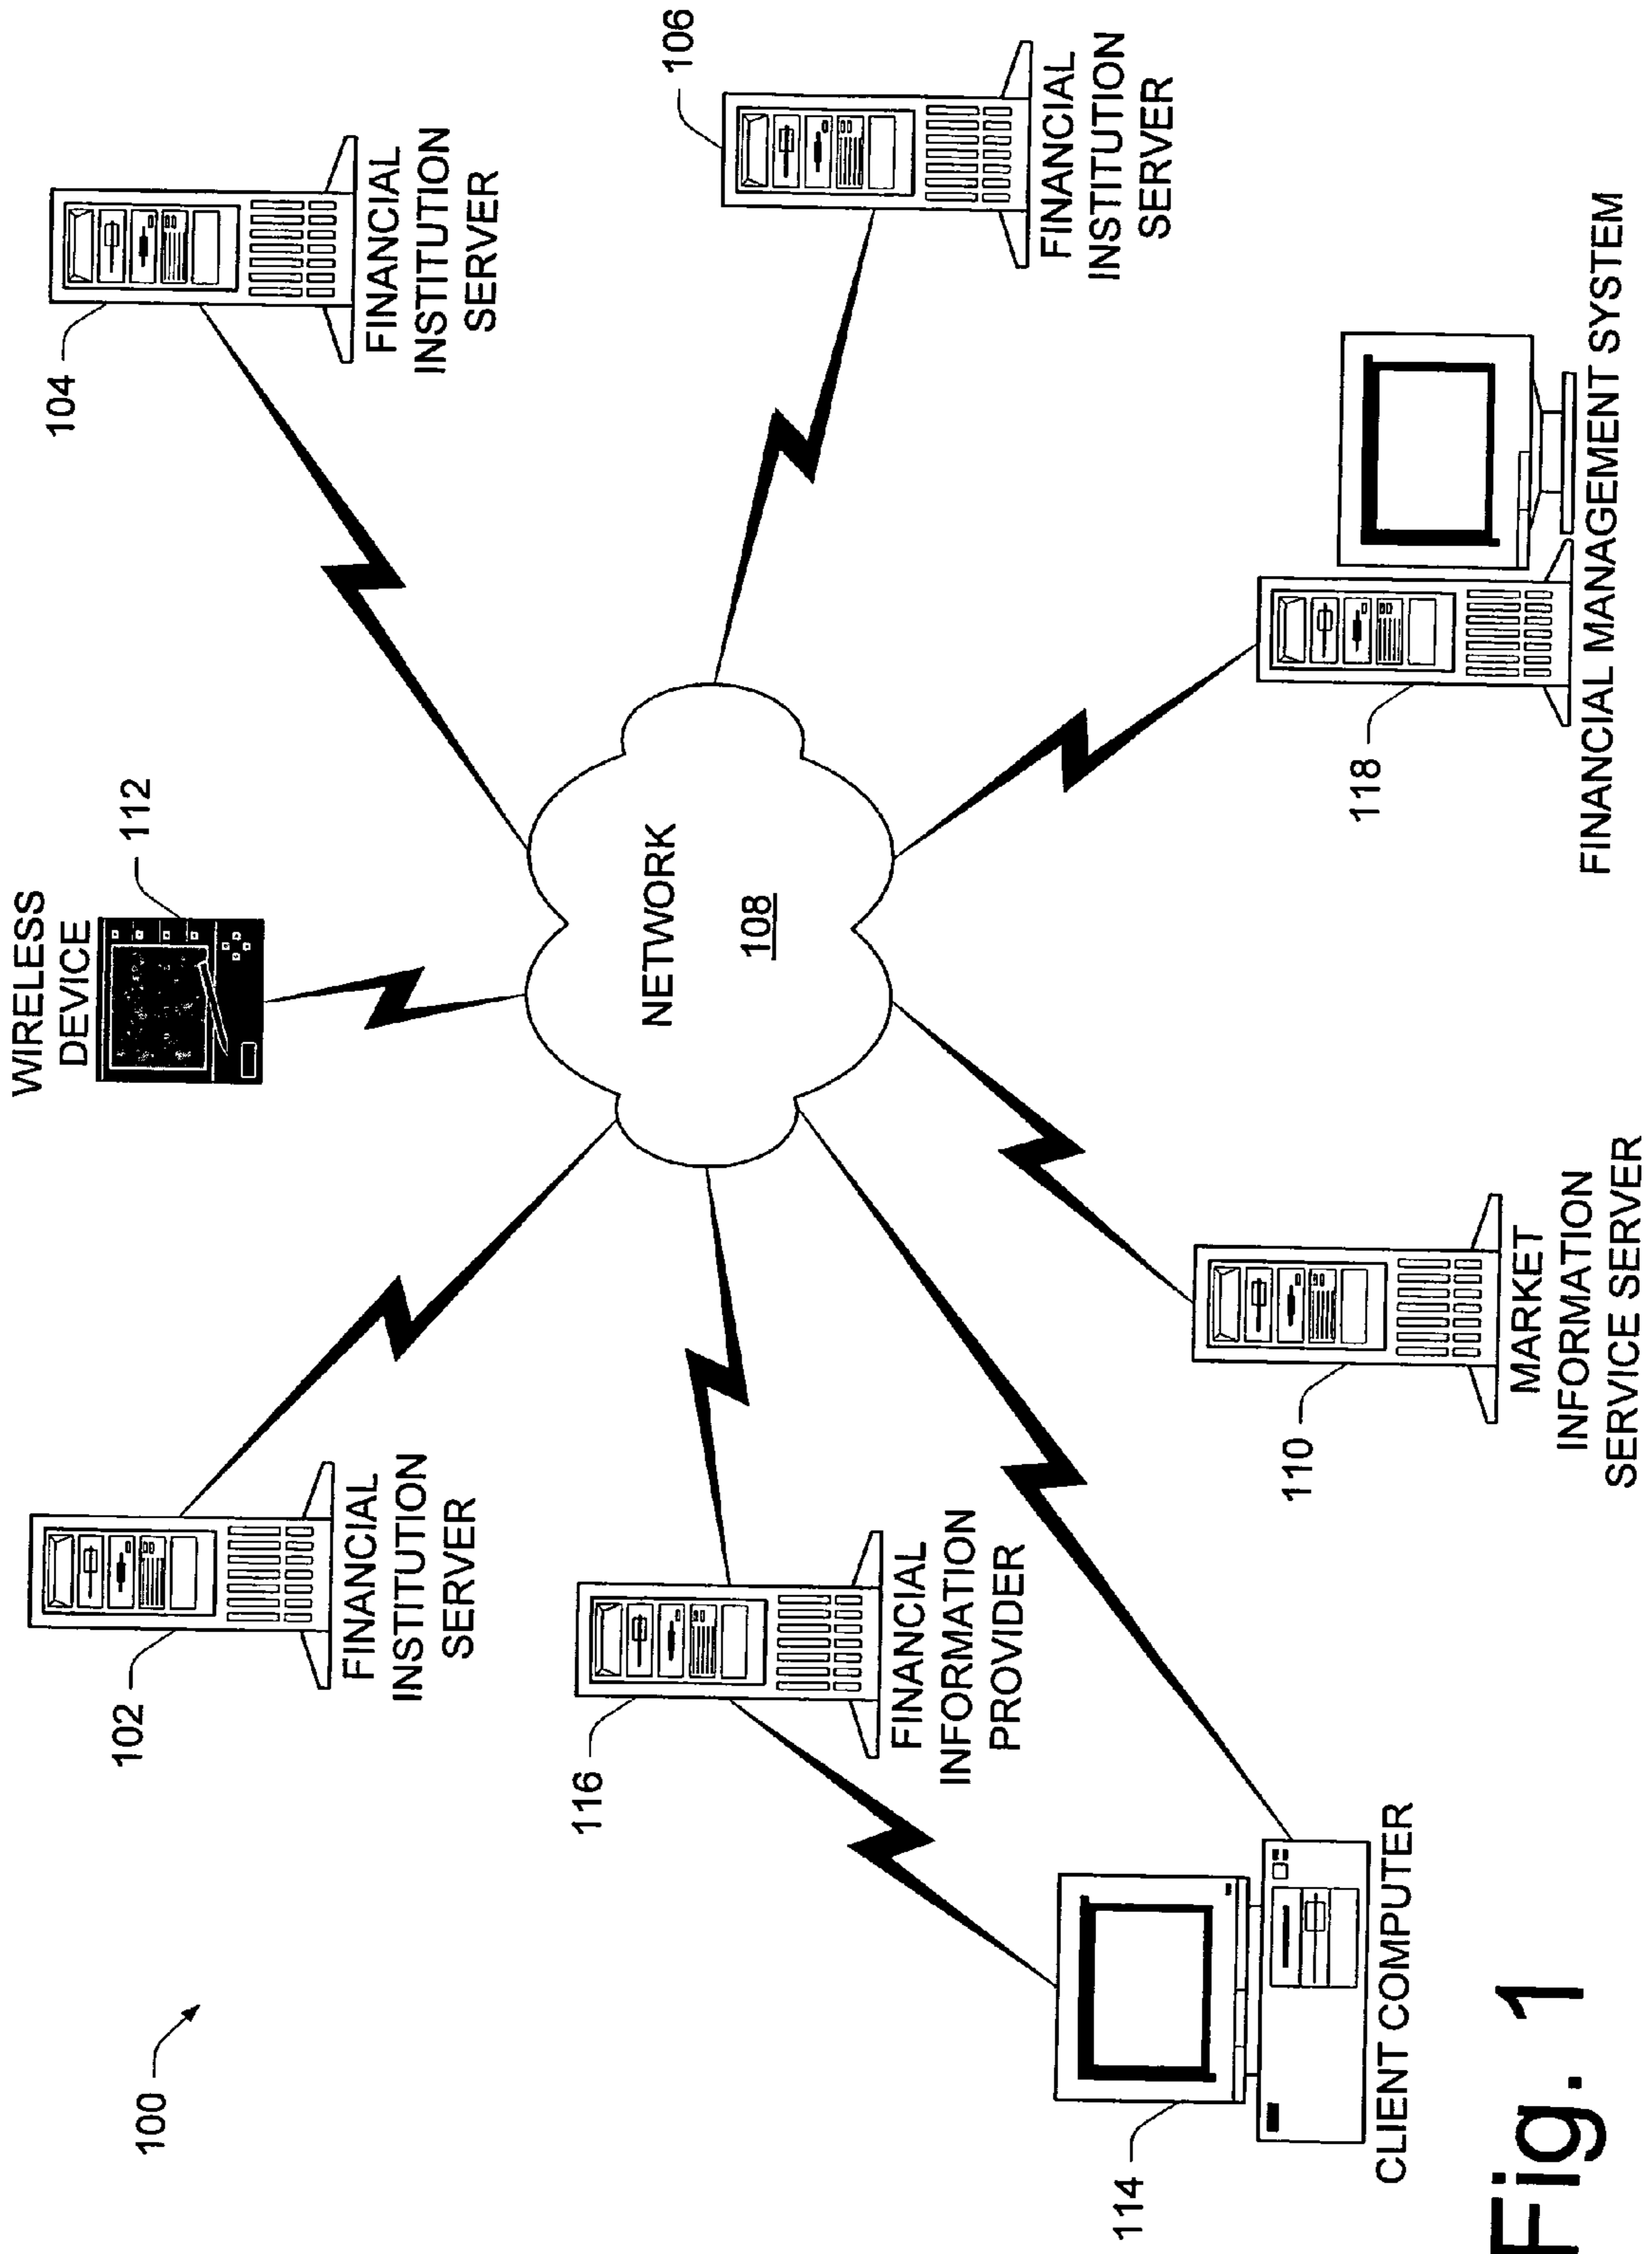 100
102
FINANCIAL
INSTITUTION
SERVER
WIRELESS
DEVICE
112
104
FINANCIAL
INSTITUTION
SERVER
116
FINANCIAL
INFORMATION
PROVIDER
NETWORK
108
106
FINANCIAL
INSTITUTION
SERVER
114
CLIENT COMPUTER
110
MARKET
INFORMATION
SERVICE SERVER
118
FINANCIAL MANAGEMENT SYSTEM
Fig. 1